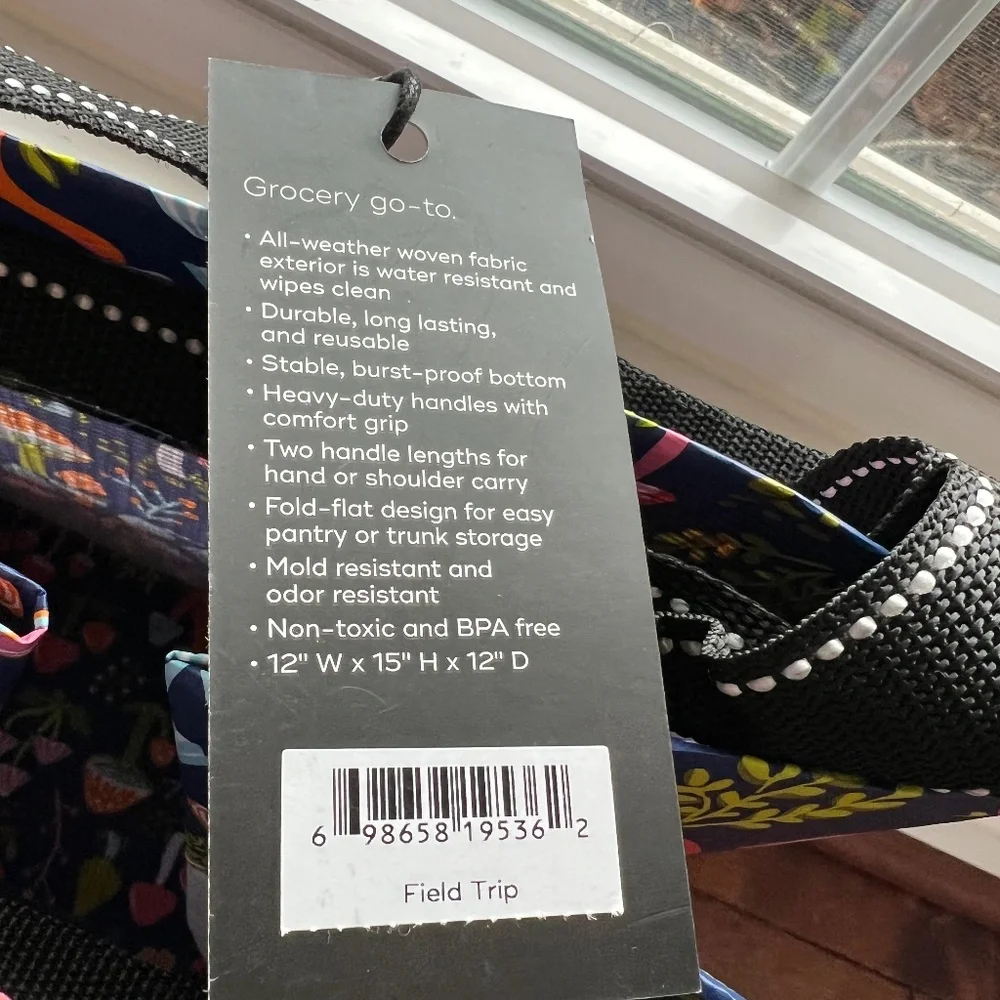 Grocery go-to.
• All-weather woven fabric
exterior is water resistant and
wipes clean
• Durable, long lasting,
and reusable
• Stable, burst-proof bottom
• Heavy-duty handles with
comfort grip
• Two handle lengths for
hand or shoulder carry
• Fold-flat design for easy
pantry or trunk storage
• Mold resistant and
odor resistant
• Non-toxic and BPA free
• 12" W x 15" H x 12" D
6 98658 19536 2
Field Trip